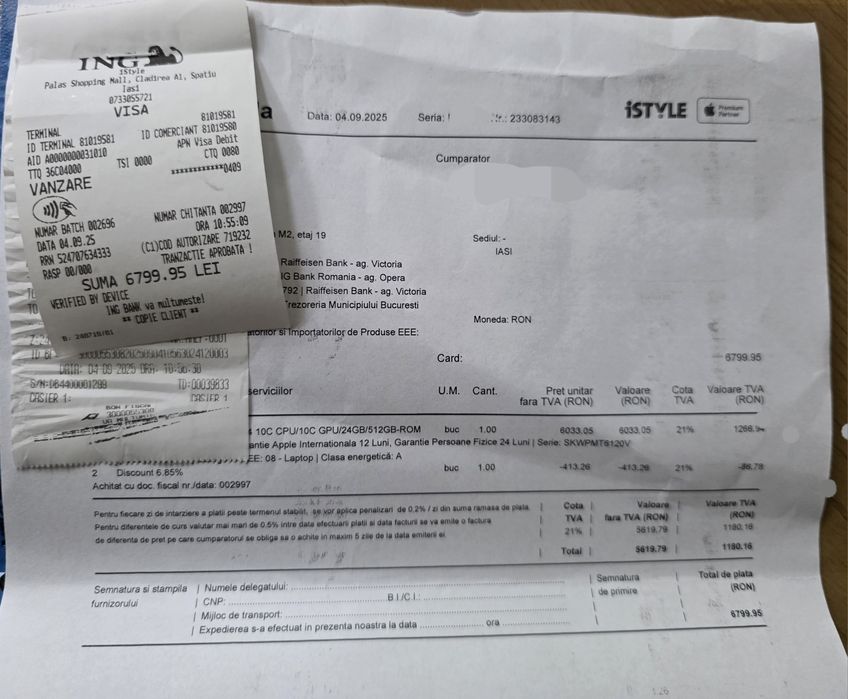 ING
iStyle
Palas Shopping Mall, Cladirea A1, Spatiu
Iasi
0733055721
VISA
TERMINAL 81019581
ID TERMINAL 81019581 ID COMERCIANT 81019580
AID A0000000031010 APN Visa Debit
TTQ 36C04000 TSI 0000 CTQ 0080
VANZARE ************0409
NUMAR BATCH 002696 NUMAR CHITANTA 002997
DATA 04.09.25 ORA 10:55:09
RRN 524707634333 (C1)COD AUTORIZARE 719232
RASP 00/000 TRANZACTIE APROBATA !
SUMA 6799.95 LEI
VERIFIED BY DEVICE
ING BANK va multumeste!
** COPIE CLIENT **
DATA: 04-09-2025 ORA:
S/N:064400001299 ID:00039833
CASIER 1: CASIER 1
BON FISCAL
a Data: 04.09.2025 Seria: Nr.: 233083143 iSTYLE Premium Partner
Cumparator
M2, etaj 19 Sediul: -
IASI
Raiffeisen Bank - ag. Victoria
G Bank Romania - ag. Opera
792 | Raiffeisen Bank - ag. Victoria
rezoreria Municipiului Bucuresti
Moneda: RON
atorilor si Importatorilor de Produse EEE:
Card: 6799.95
serviciilor U.M. Cant. Pret unitar fara TVA (RON) Valoare (RON) Cota TVA Valoare TVA (RON)
10C CPU/10C GPU/24GB/512GB-ROM buc 1.00 6033.05 6033.05 21% 1266.94
antie Apple Internationala 12 Luni, Garantie Persoane Fizice 24 Luni | Serie: SKWPMT6120V
EE: 08 - Laptop | Clasa energetică: A
2 Discount 6.85% buc 1.00 -413.26 -413.26 21% -86.78
Achitat cu doc. fiscal nr./data: 002997
Pentru fiecare zi de intarziere a platii peste termenul stabilit, se vor aplica penalizari de 0.2% / zi din suma ramasa de plata.
Pentru diferentele de curs valutar mai mari de 0.5% intre data efectuarii platii si data facturii se va emite o factura
de diferenta de pret pe care cumparatorul se obliga sa o achite in maxim 5 zile de la data emiterii ei.
Cota TVA | Valoare fara TVA (RON) | Valoare TVA (RON)
21% | 5619.79 1180.16
Total | 5619.79 1180.16
Semnatura si stampila furnizorului
Numele delegatului:
CNP: B.I/C.I.:
Mijloc de transport:
Expedierea s-a efectuat in prezenta noastra la data ora
Semnatura de primire
Total de plata (RON)
6799.95